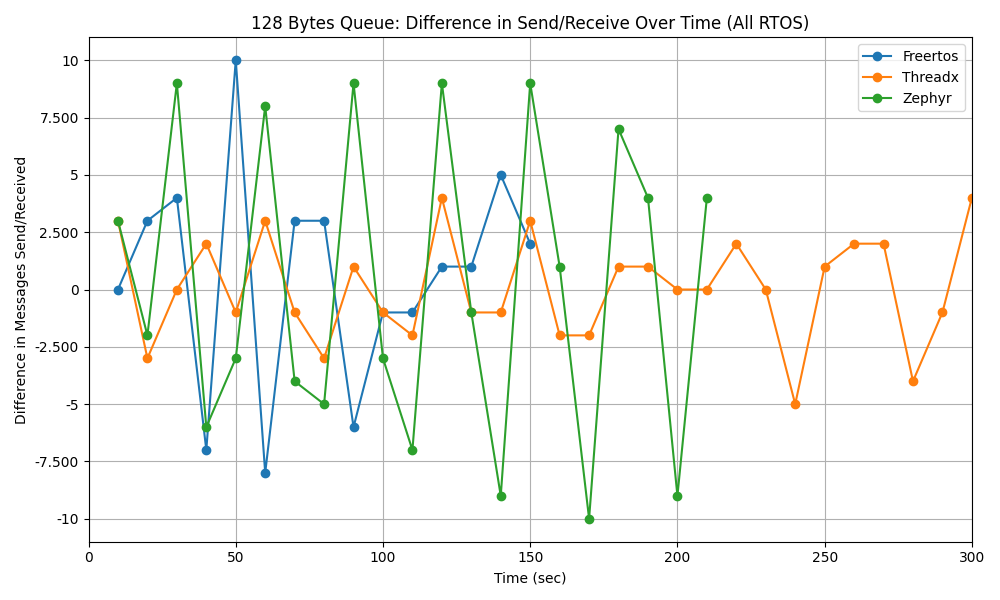 128 Bytes Queue: Difference in Send/Receive Over Time (All RTOS)
Freertos
Threadx
Zephyr
Difference in Messages Send/Received
10
7.500
5
2.500
0
-2.500
-5
-7.500
-10
0 50 100 150 200 250 300
Time (sec)